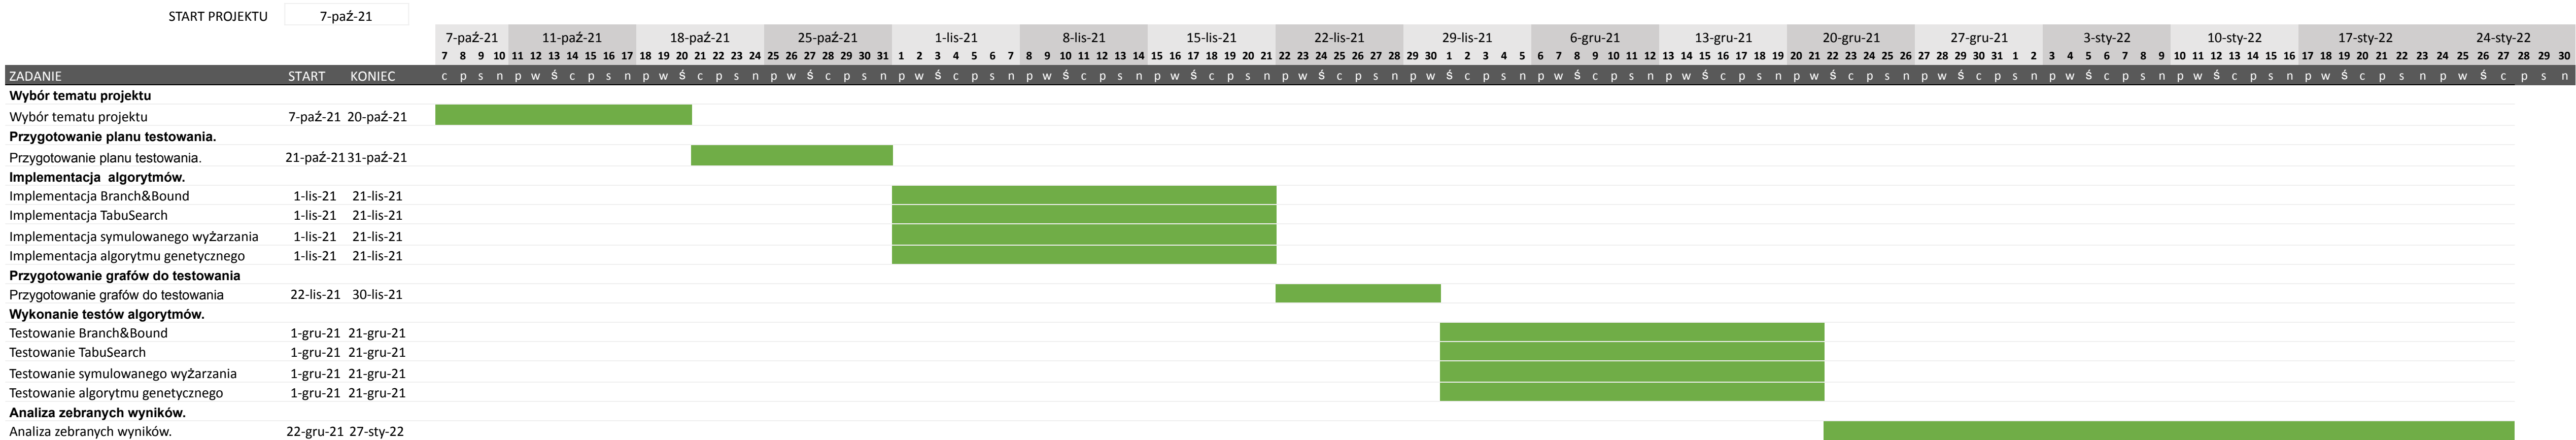 START PROJEKTU 7-paź-21
7-paź-21 11-paź-21 18-paź-21 25-paź-21 1-lis-21 8-lis-21 15-lis-21 22-lis-21 29-lis-21 6-gru-21 13-gru-21 20-gru-21 27-gru-21 3-sty-22 10-sty-22 17-sty-22 24-sty-22
7 8 9 10 11 12 13 14 15 16 17 18 19 20 21 22 23 24 25 26 27 28 29 30 31 1 2 3 4 5 6 7 8 9 10 11 12 13 14 15 16 17 18 19 20 21 22 23 24 25 26 27 28 29 30 1 2 3 4 5 6 7 8 9 10 11 12 13 14 15 16 17 18 19 20 21 22 23 24 25 26 27 28 29 30 31 1 2 3 4 5 6 7 8 9 10 11 12 13 14 15 16 17 18 19 20 21 22 23 24 25 26 27 28 29 30
ZADANIE START KONIEC c p s n p w Ś c p s n p w Ś c p s n p w Ś c p s n p w Ś c p s n p w Ś c p s n p w Ś c p s n p w Ś c p s n p w Ś c p s n p w Ś c p s n p w Ś c p s n p w Ś c p s n p w Ś c p s n p w Ś c p s n p w Ś c p s n p w Ś c p s n p w Ś c p s n
Wybór tematu projektu
Wybór tematu projektu 7-paź-21 20-paź-21
Przygotowanie planu testowania.
Przygotowanie planu testowania. 21-paź-21 31-paź-21
Implementacja  algorytmów.
Implementacja Branch&Bound 1-lis-21 21-lis-21
Implementacja TabuSearch 1-lis-21 21-lis-21
Implementacja symulowanego wyżarzania 1-lis-21 21-lis-21
Implementacja algorytmu genetycznego 1-lis-21 21-lis-21
Przygotowanie grafów do testowania
Przygotowanie grafów do testowania 22-lis-21 30-lis-21
Wykonanie testów algorytmów.
Testowanie Branch&Bound 1-gru-21 21-gru-21
Testowanie TabuSearch 1-gru-21 21-gru-21
Testowanie symulowanego wyżarzania 1-gru-21 21-gru-21
Testowanie algorytmu genetycznego 1-gru-21 21-gru-21
Analiza zebranych wyników.
Analiza zebranych wyników. 22-gru-21 27-sty-22